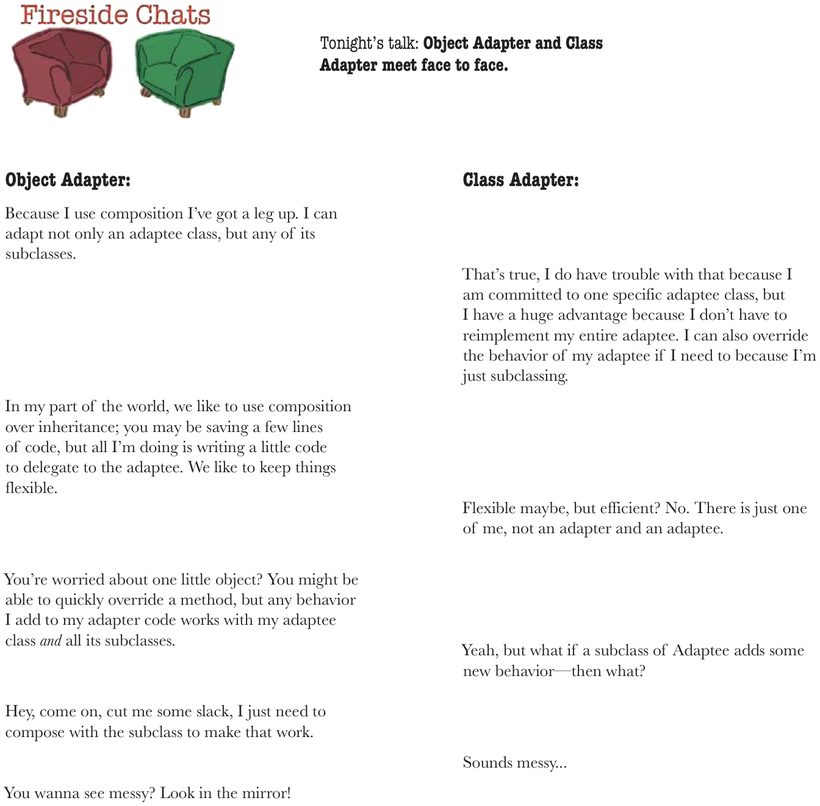 Fireside Chats
Tonight's talk: Object Adapter and Class
Adapter meet face to face.
Object Adapter:
Class Adapter:
Because I use composition I've got a leg up. I can
adapt not only an adaptee class, but any of its
subclasses.
That's true, I do have trouble with that because I
am committed to one specific adaptee class, but
I have a huge advantage because I don't have to
reimplement my entire adaptee. I can also override
the behavior of my adaptee if I need to because I'm
just subclassing.
In my part of the world, we like to use composition
over inheritance; you may be saving a few lines
of code, but all I'm doing is writing a little code
to delegate to the adaptee. We like to keep things
flexible.
Flexible maybe, but efficient? No. There is just one
of me, not an adapter and an adaptee.
You're worried about one little object? You might be
able to quickly override a method, but any behavior
I add to my adapter code works with my adaptee
class and all its subclasses.
Yeah, but what if a subclass of Adaptee adds some
new behavior—then what?
Hey, come on, cut me some slack, I just need to
compose with the subclass to make that work.
Sounds messy...
You wanna see messy? Look in the mirror!